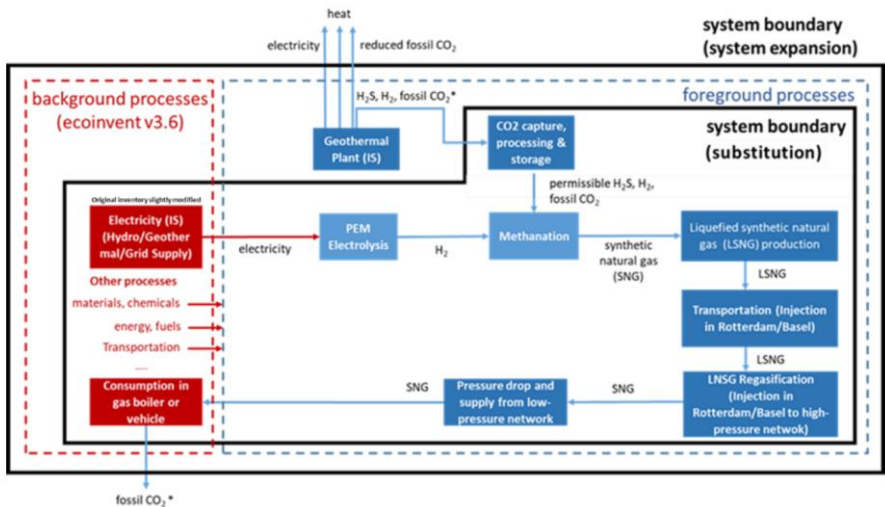 heat
electricity
reduced fossil CO₂
system boundary
(system expansion)
background processes
(ecoinvent v3.6)
H₂S, H₂, fossil CO₂*
foreground processes
Geothermal
Plant (IS)
CO2 capture,
processing &
storage
system boundary
(substitution)
Original inventory slightly modified
permissible H₂S, H₂,
fossil CO₂
Electricity (IS)
(Hydro/Geother
mal/Grid Supply)
electricity
PEM
Electrolysis
H₂
Methanation
synthetic
natural gas
(SNG)
Liquefied synthetic natural
gas (LSNG) production
Other processes
materials, chemicals
energy, fuels
Transportation
.....
LSNG
Transportation (Injection
in Rotterdam/Basel)
LSNG
Consumption in
gas boiler or
vehicle
SNG
Pressure drop and
supply from low-
pressure network
SNG
LNSG Regasification
(Injection in
Rotterdam/Basel to high-
pressure netwok)
fossil CO₂ *